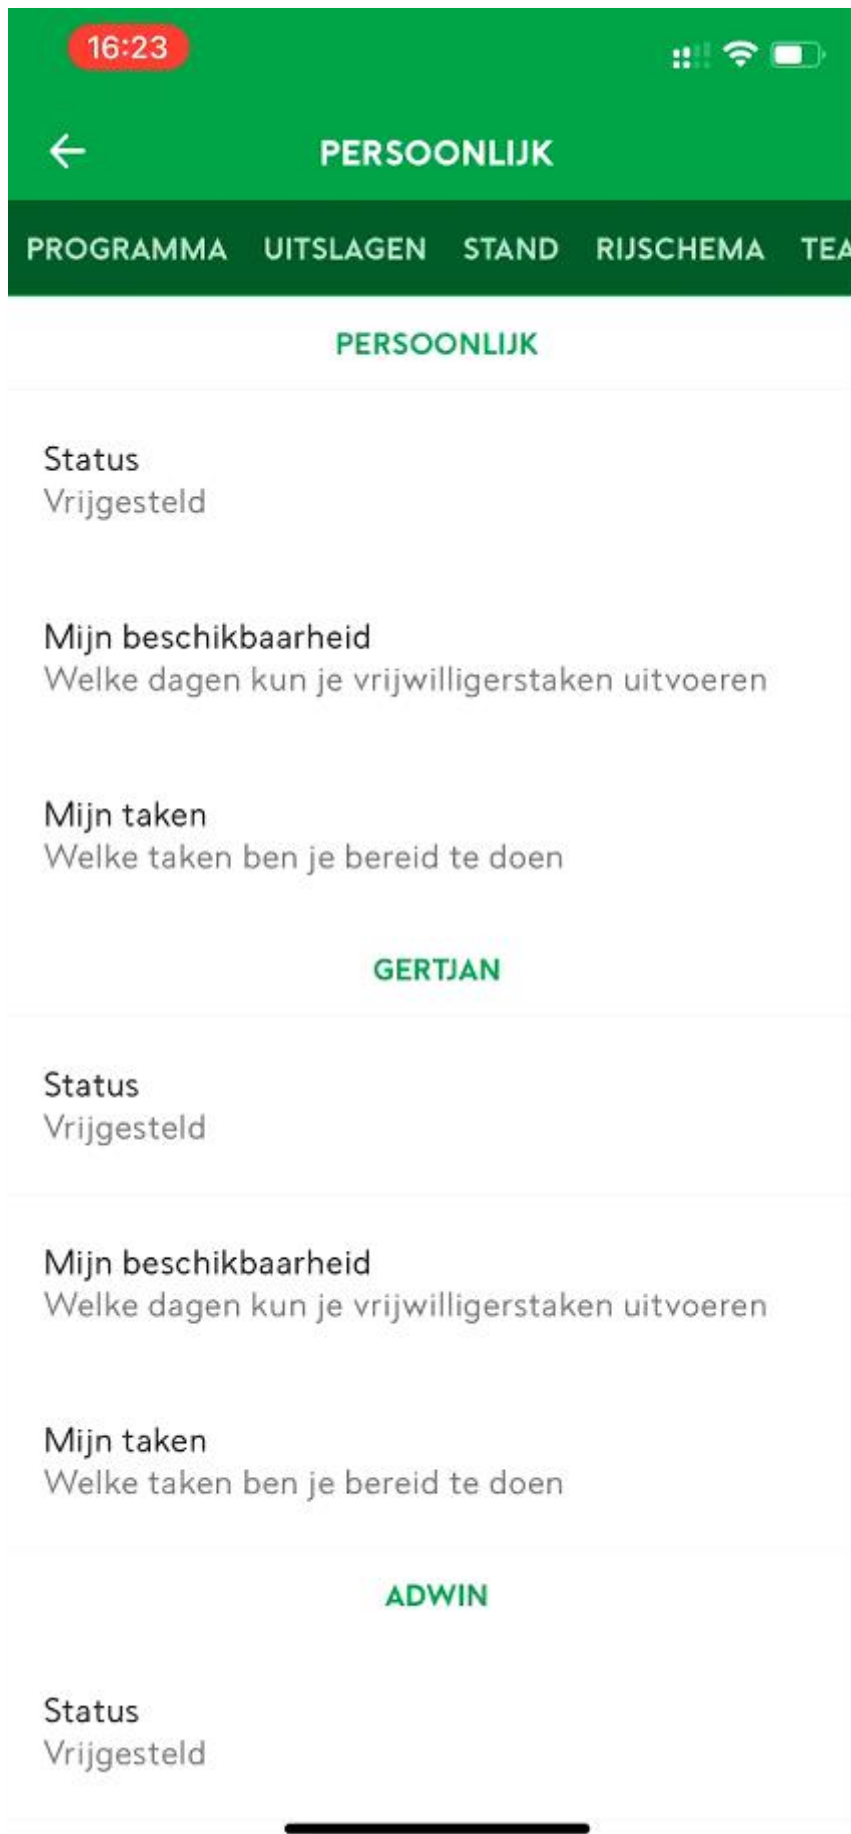 16:23
PERSOONLIJK
PROGRAMMA UITSLAGEN STAND RIJSCHEMA TEA
PERSOONLIJK
Status
Vrijgesteld
Mijn beschikbaarheid
Welke dagen kun je vrijwilligerstaken uitvoeren
Mijn taken
Welke taken ben je bereid te doen
GERTJAN
Status
Vrijgesteld
Mijn beschikbaarheid
Welke dagen kun je vrijwilligerstaken uitvoeren
Mijn taken
Welke taken ben je bereid te doen
ADWIN
Status
Vrijgesteld